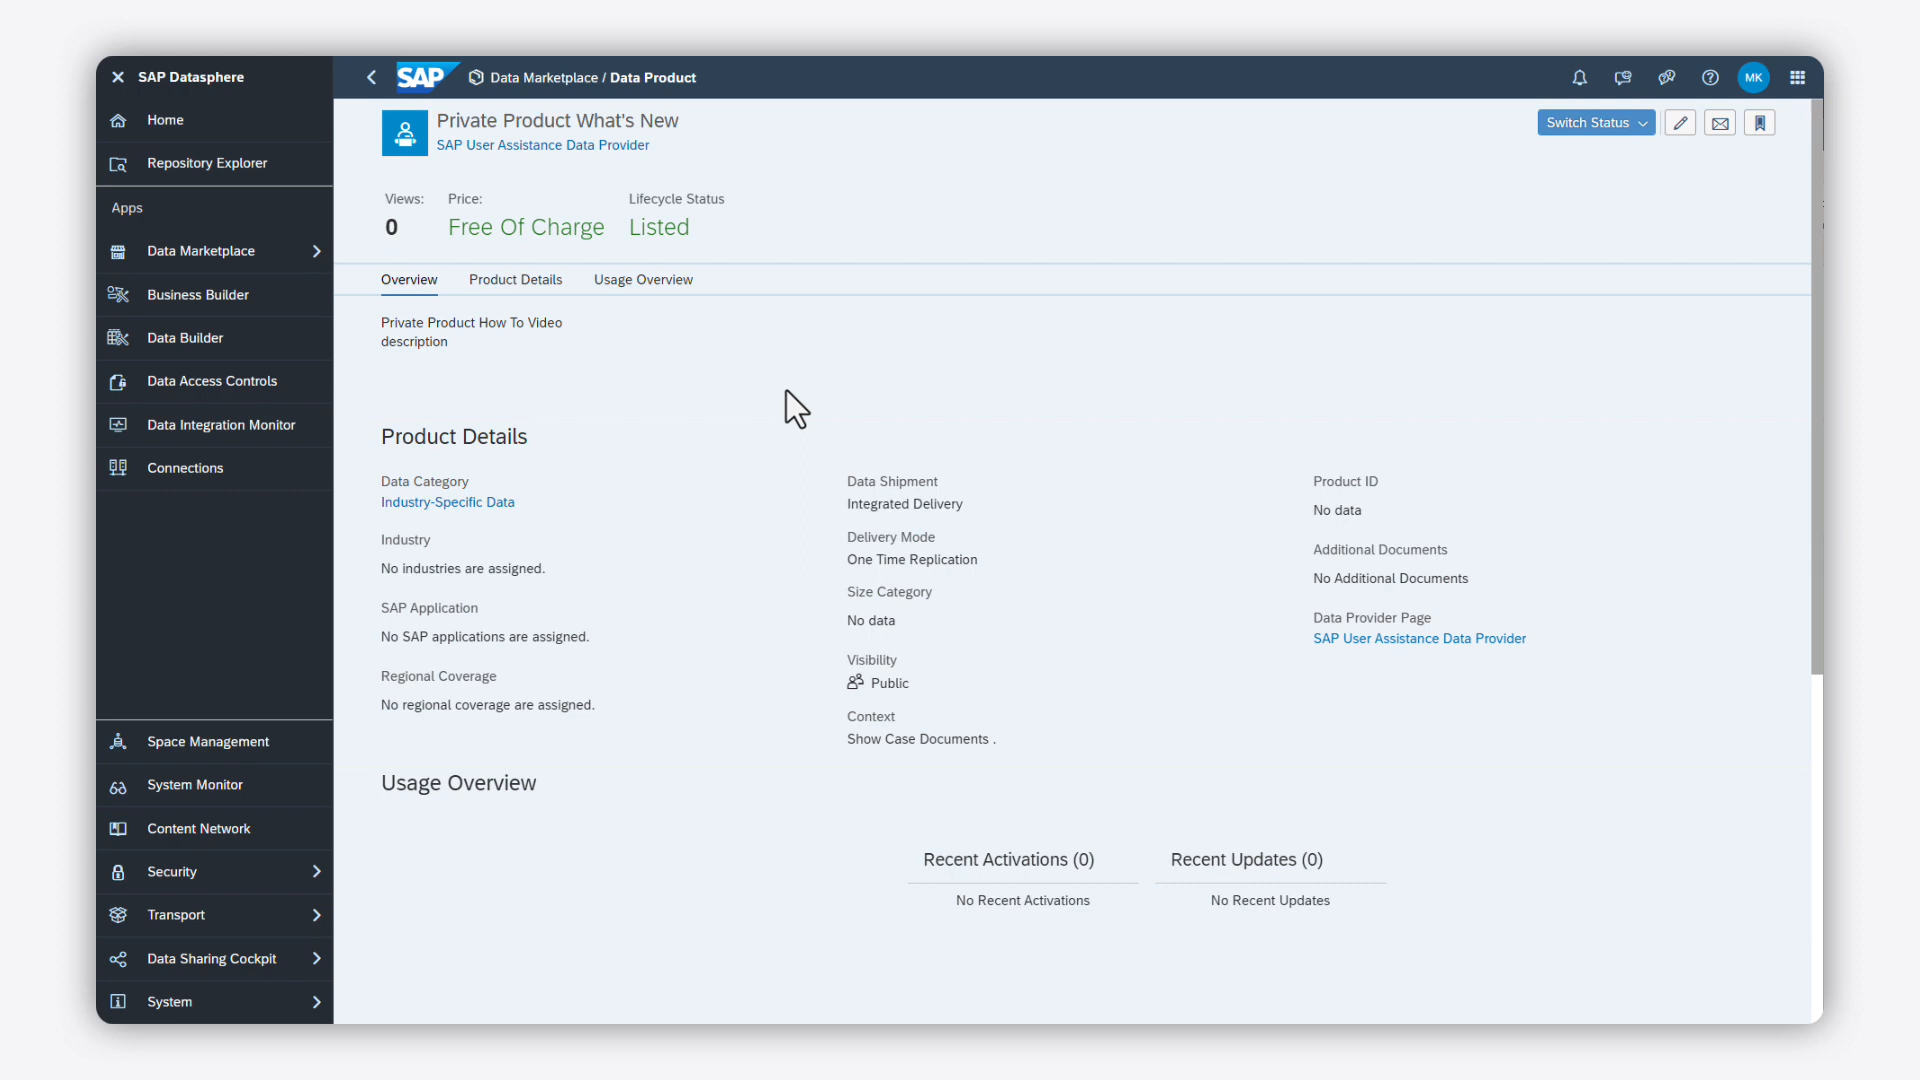 SAP Datasphere
SAP Data Marketplace / Data Product
MK
Home
Repository Explorer
Apps
Data Marketplace
Business Builder
Data Builder
Data Access Controls
Data Integration Monitor
Connections
Space Management
System Monitor
Content Network
Security
Transport
Data Sharing Cockpit
System
Private Product What's New
SAP User Assistance Data Provider
Switch Status
Views: Price: Lifecycle Status
0 Free Of Charge Listed
Overview Product Details Usage Overview
Private Product How To Video
description
Product Details
Data Category
Industry-Specific Data
Industry
No industries are assigned.
SAP Application
No SAP applications are assigned.
Regional Coverage
No regional coverage are assigned.
Data Shipment
Integrated Delivery
Delivery Mode
One Time Replication
Size Category
No data
Visibility
Public
Context
Show Case Documents .
Product ID
No data
Additional Documents
No Additional Documents
Data Provider Page
SAP User Assistance Data Provider
Usage Overview
Recent Activations (0)
No Recent Activations
Recent Updates (0)
No Recent Updates